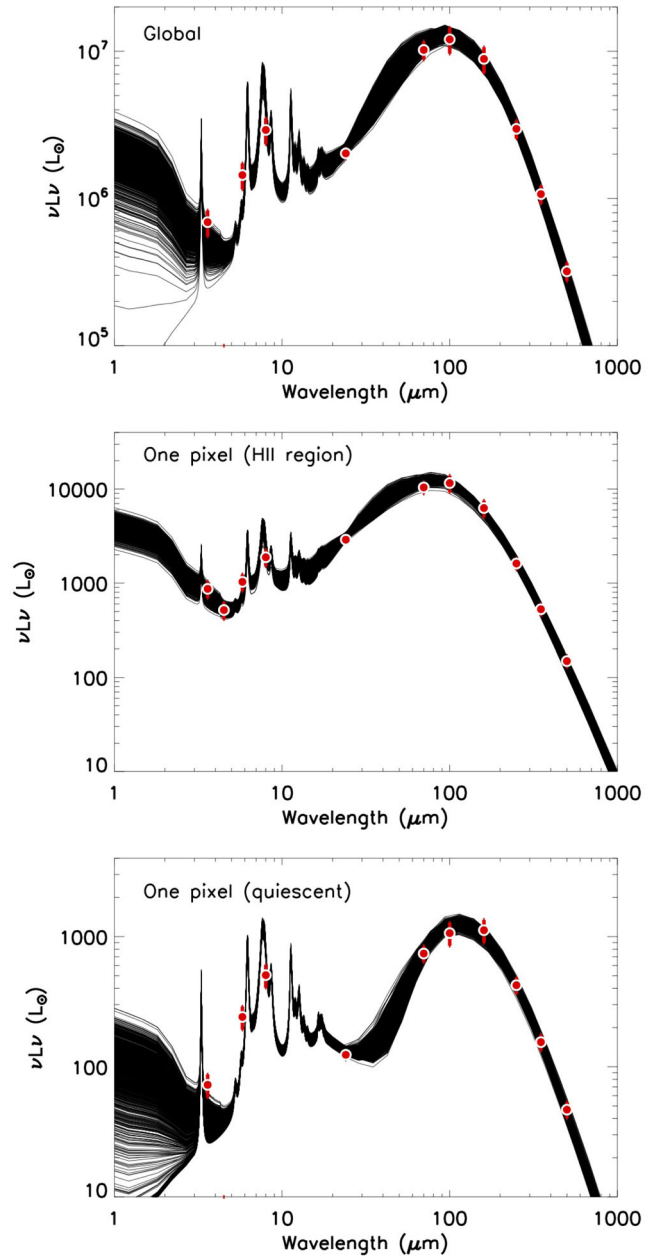 Global
10⁷
10⁶
10⁵
νLν (L⊙)
1 10 100 1000
Wavelength (μm)
One pixel (HII region)
10000
1000
100
10
νLν (L⊙)
1 10 100 1000
Wavelength (μm)
One pixel (quiescent)
1000
100
10
νLν (L⊙)
1 10 100 1000
Wavelength (μm)